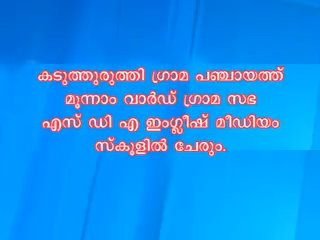 കടുത്തുരുത്തി ഗ്രാമ പഞ്ചായത്ത്
മൂന്നാം വാർഡ് ഗ്രാമ സഭ
എസ് ഡി എ ഇംഗ്ലീഷ് മീഡിയം
സ്കൂളിൽ ചേരും.